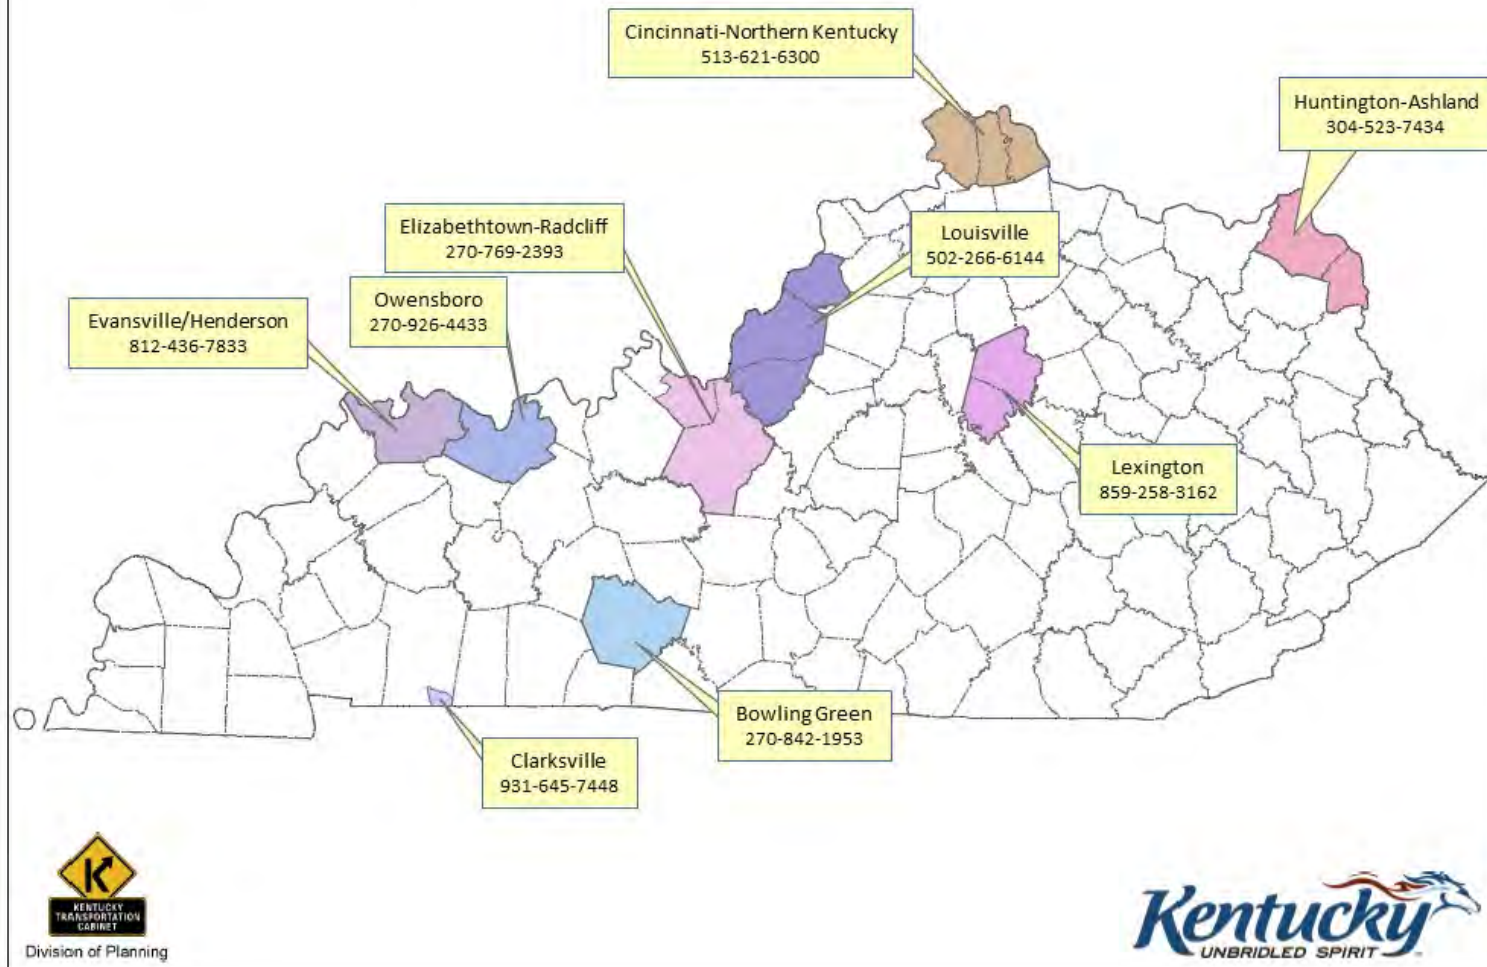 Cincinnati-Northern Kentucky
513-621-6300
Huntington-Ashland
304-523-7434
Elizabethtown-Radcliff
270-769-2393
Louisville
502-266-6144
Owensboro
270-926-4433
Evansville/Henderson
812-436-7833
Lexington
859-258-3162
Bowling Green
270-842-1953
Clarksville
931-645-7448
K
KENTUCKY
TRANSPORTATION
CABINET
Division of Planning
Kentucky
UNBRIDLED SPIRIT